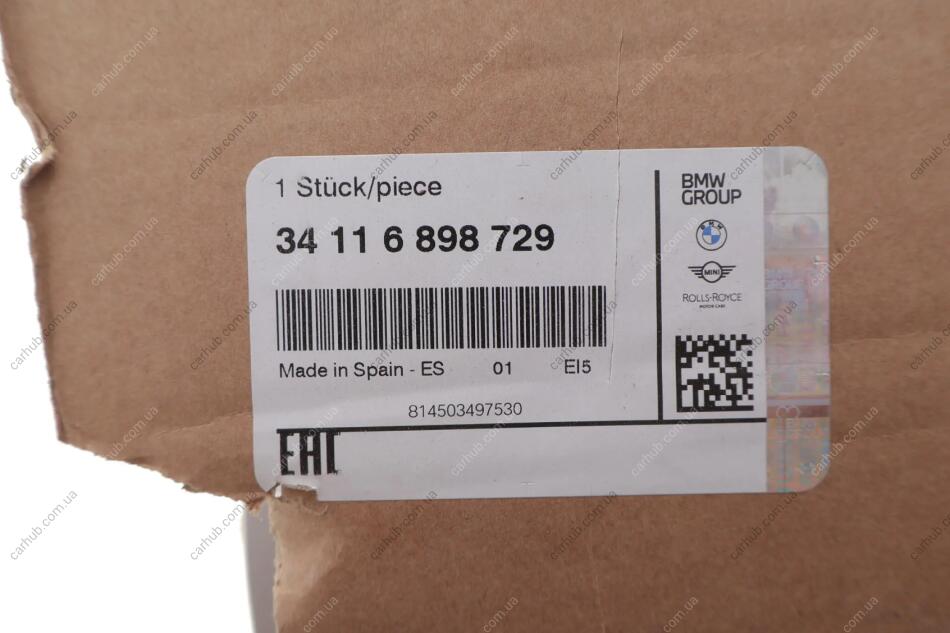 1 Stück/piece
34 11 6 898 729
Made in Spain - ES 01 EI5
814503497530
EAC
BMW
GROUP
BMW
MINI
ROLLS-ROYCE
MOTOR CARS
carhub.com.ua